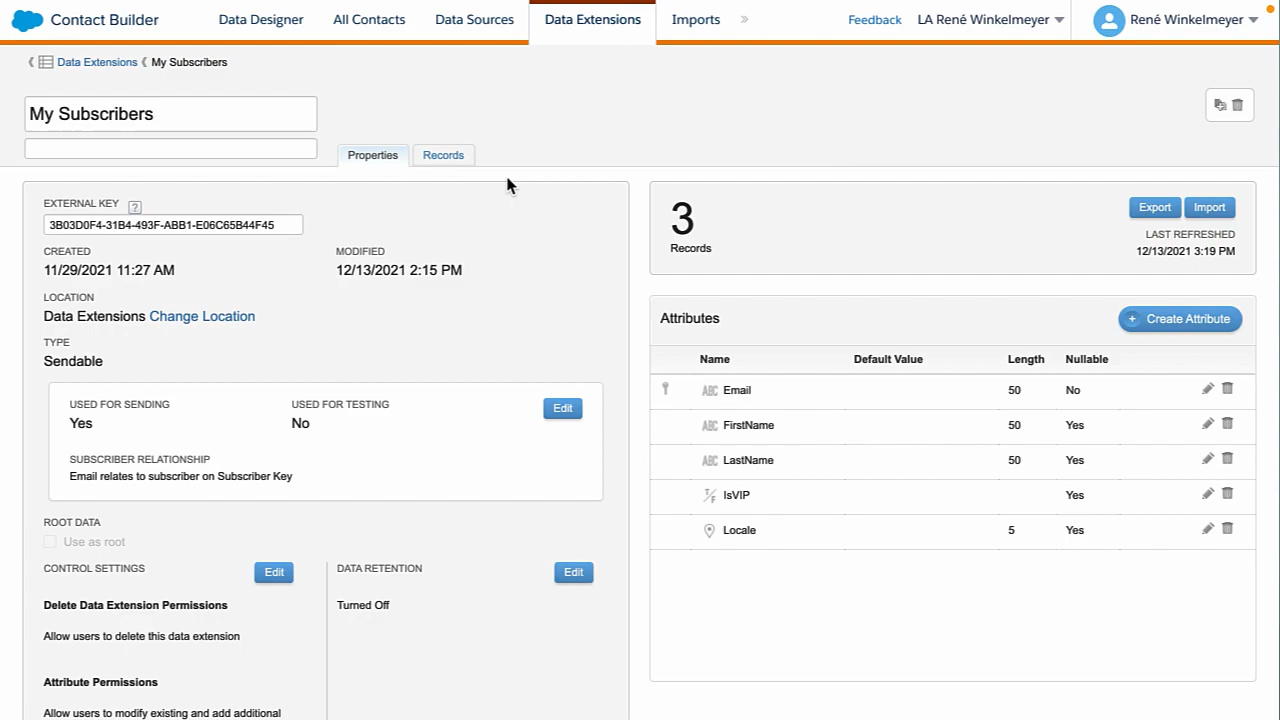 Contact Builder Data Designer All Contacts Data Sources Data Extensions Imports » Feedback LA René Winkelmeyer René Winkelmeyer
Data Extensions My Subscribers
My Subscribers
Properties Records
EXTERNAL KEY ?
3B03D0F4-31B4-493F-ABB1-E06C65B44F45
CREATED MODIFIED
11/29/2021 11:27 AM 12/13/2021 2:15 PM
LOCATION
Data Extensions Change Location
TYPE
Sendable
USED FOR SENDING USED FOR TESTING Edit
Yes No
SUBSCRIBER RELATIONSHIP
Email relates to subscriber on Subscriber Key
ROOT DATA
Use as root
CONTROL SETTINGS Edit DATA RETENTION Edit
Delete Data Extension Permissions Turned Off
Allow users to delete this data extension
Attribute Permissions
Allow users to modify existing and add additional
3 Export Import
Records LAST REFRESHED
12/13/2021 3:19 PM
Attributes + Create Attribute
Name Default Value Length Nullable
ABC Email 50 No
ABC FirstName 50 Yes
ABC LastName 50 Yes
T/F IsVIP Yes
Locale 5 Yes